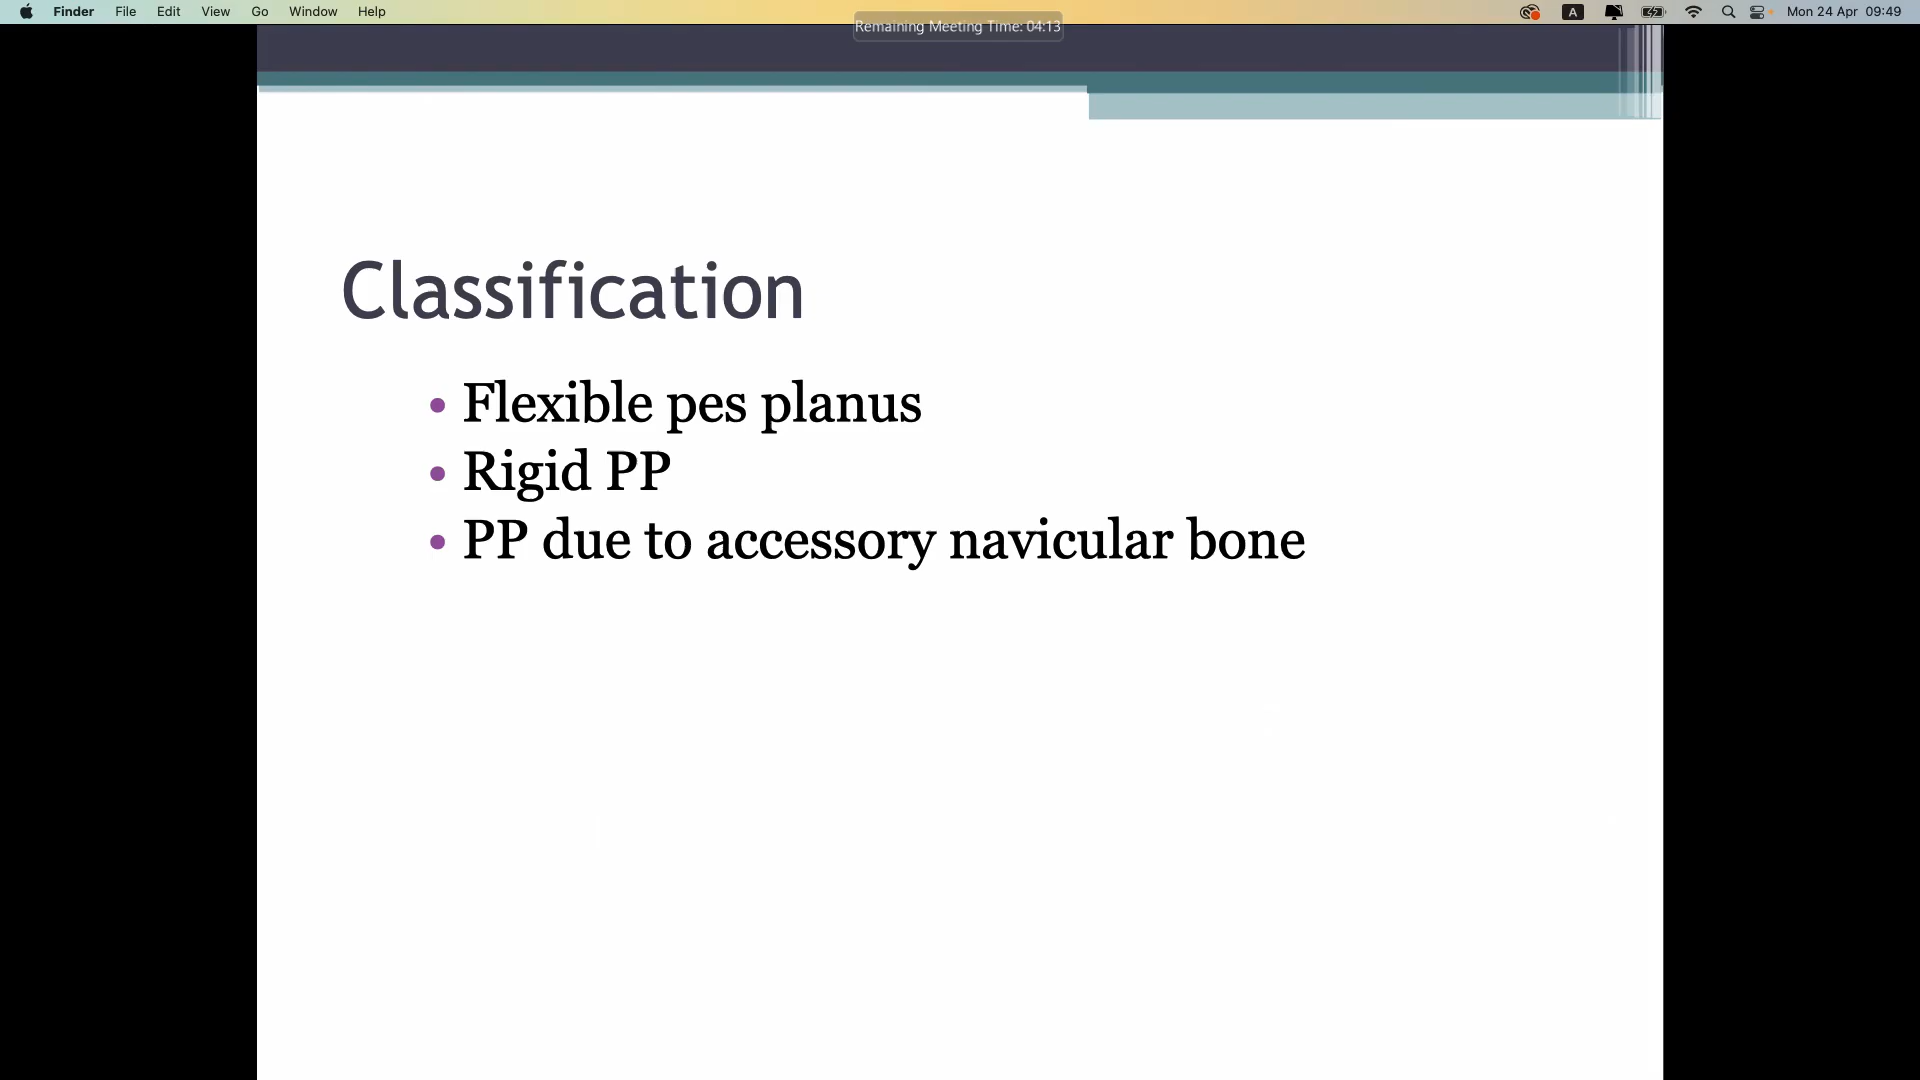 Finder File Edit View Go Window Help
A
Mon 24 Apr 09:49
Remaining Meeting Time: 04:13
Classification
• Flexible pes planus
• Rigid PP
• PP due to accessory navicular bone